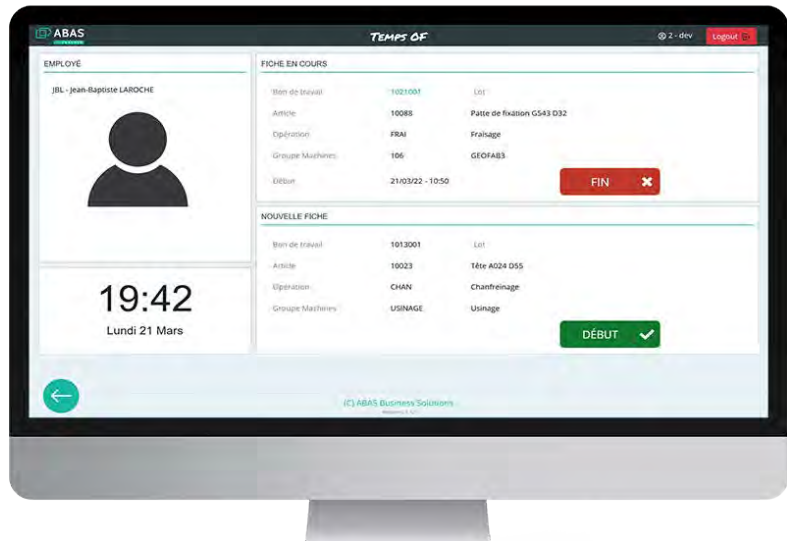 ABAS
TEMPS OF
2 - dev
Logout
EMPLOYÉ
JBL - Jean-Baptiste LAROCHE
19:42
Lundi 21 Mars
FICHE EN COURS
Bon de travail 1021001 Lot
Article 10088 Patte de fixation G543 D32
Opération FRAI Fraisage
Groupe Machines 106 GEOFAB3
Début 21/03/22 - 10:50
FIN
NOUVELLE FICHE
Bon de travail 1013001 Lot
Article 10023 Tête A024 D55
Opération CHAN Chanfreinage
Groupe Machines USINAGE Usinage
DÉBUT
(C) ABAS Business Solutions